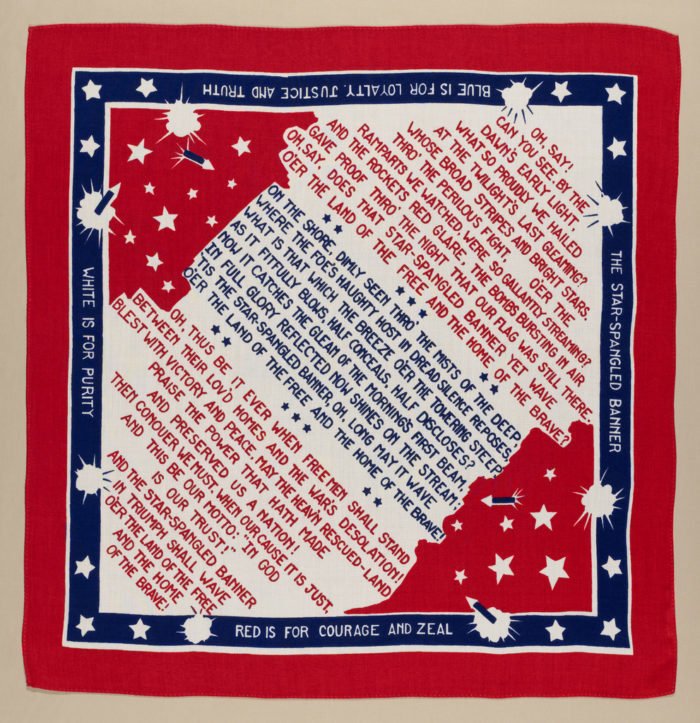 BLUE IS FOR LOYALTY, JUSTICE AND TRUTH
OH, SAY!
CAN YOU SEE, BY THE
DAWN'S EARLY LIGHT
WHAT SO PROUDLY WE HAILED
AT THE TWILIGHT'S LAST GLEAMING?
WHOSE BROAD STRIPES AND BRIGHT STARS,
THRO' THE PERILOUS FIGHT, O'ER THE
RAMPARTS WE WATCHED, WERE SO GALLANTLY STREAMING?
AND THE ROCKETS RED GLARE, THE BOMBS BURSTING IN AIR
GAVE PROOF THRO' THE NIGHT THAT OUR FLAG WAS STILL THERE
OH, SAY, DOES THAT STAR-SPANGLED BANNER YET WAVE
O'ER THE LAND OF THE FREE AND THE HOME OF THE BRAVE?
ON THE SHORE DIMLY SEEN THRO' THE MISTS OF THE DEEP,
WHERE THE FOE'S NAUGHTY HOST IN DREAD SILENCE REPOSES,
WHAT IS THAT WHICH THE BREEZE O'ER THE TOWERING STEEP
AS IT TITFULLY BLOWS, HALF CONCEALS, HALF DISCLOSES?
NOW IT CATCHES THE GLEAM OF THE MORNING'S FIRST BEAM,
IN FULL GLORY REFLECTED NOW SHINES ON THE STREAM;
'TIS THE STAR-SPANGLED BANNER, OH, LONG MAY IT WAVE
O'ER THE LAND OF THE FREE AND THE HOME OF THE BRAVE!
OH, THUS BE IT EVER WHEN FREE MEN SHALL STAND
BETWEEN THEIR LOV'D HOMES AND THE WAR'S DESOLATION!
BLEST WITH VICTORY AND PEACE MAY THE HEAV'N RESCUED-LAND
PRAISE THE POWER THAT HATH MADE
AND PRESERVED US A NATION!
THEN CONQUER WE MUST, WHEN OUR CAUSE IT IS JUST,
AND THIS BE OUR MOTTO: "IN GOD
IS OUR TRUST;"
AND THE STAR-SPANGLED BANNER
IN TRIUMPH SHALL WAVE
O'ER THE LAND OF THE FREE
AND THE HOME
OF THE BRAVE!
THE STAR-SPANGLED BANNER
WHITE IS FOR PURITY
RED IS FOR COURAGE AND ZEAL